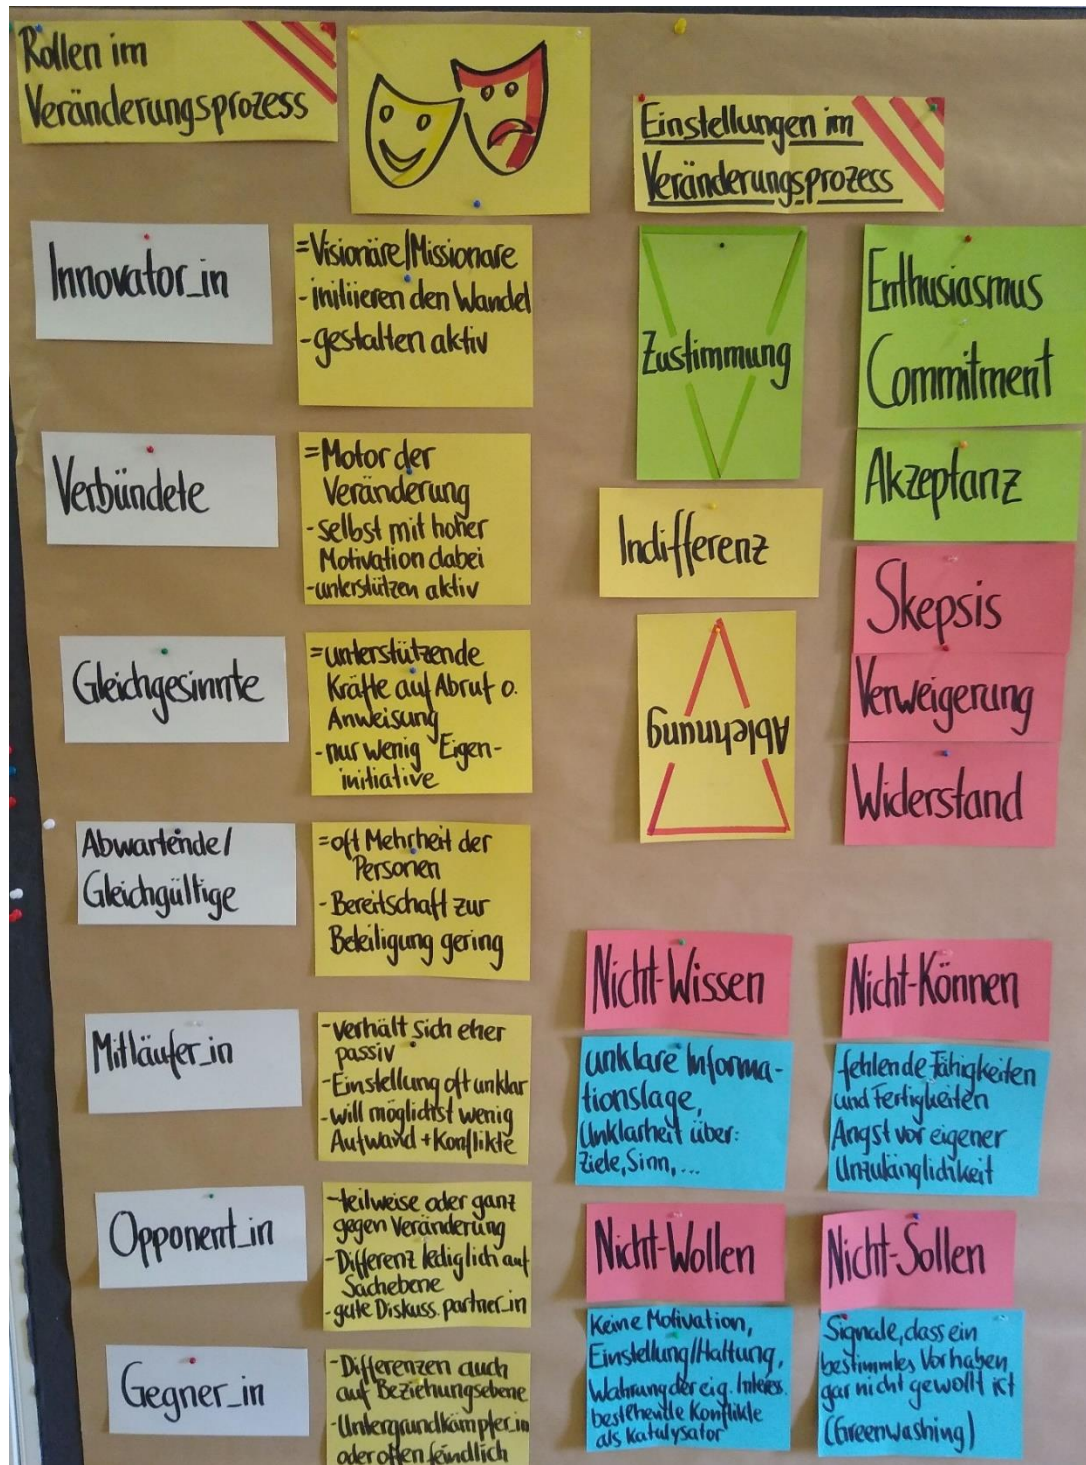 Rollen im
Veränderungsprozess
Innovator_in
=Visionäre/Missionare
-initiieren den Wandel
-gestalten aktiv
Verbündete
=Motor der
Veränderung
-selbst mit hoher
Motivation dabei
-unterstützen aktiv
Gleichgesinnte
=unterstützende
Kräfte auf Abruf o.
Anweisung
-nur wenig Eigen-
initiative
Abwartende/
Gleichgültige
=oft Mehrheit der
Personen
-Bereitschaft zur
Beteiligung gering
Mitläufer_in
-verhält sich eher
passiv
-Einstellung oft unklar
-will möglichst wenig
Aufwand+Konflikte
Opponent_in
-teilweise oder ganz
gegen Veränderung
-Differenz lediglich auf
Sachebene
-gute Diskuss.partner_in
Gegner_in
-Differenzen auch
auf Beziehungsebene
-Untergrundkämpfer_in
oder offen feindlich
Einstellungen im
Veränderungsprozess
Zustimmung
Indifferenz
Ablehnung
Enthusiasmus
Commitment
Akzeptanz
Skepsis
Verweigerung
Widerstand
Nicht-Wissen
unklare Informa-
tionslage,
Unklarheit über:
Ziele, Sinn, ...
Nicht-Können
fehlende Fähigkeiten
und Fertigkeiten
Angst vor eigener
Unzulänglichkeit
Nicht-Wollen
Keine Motivation,
Einstellung/Haltung,
Wahrung der eig. Interes.
bestehende Konflikte
als Katalysator
Nicht-Sollen
Signale, dass ein
bestimmtes Vorhaben
gar nicht gewollt ist
(Greenwashing)